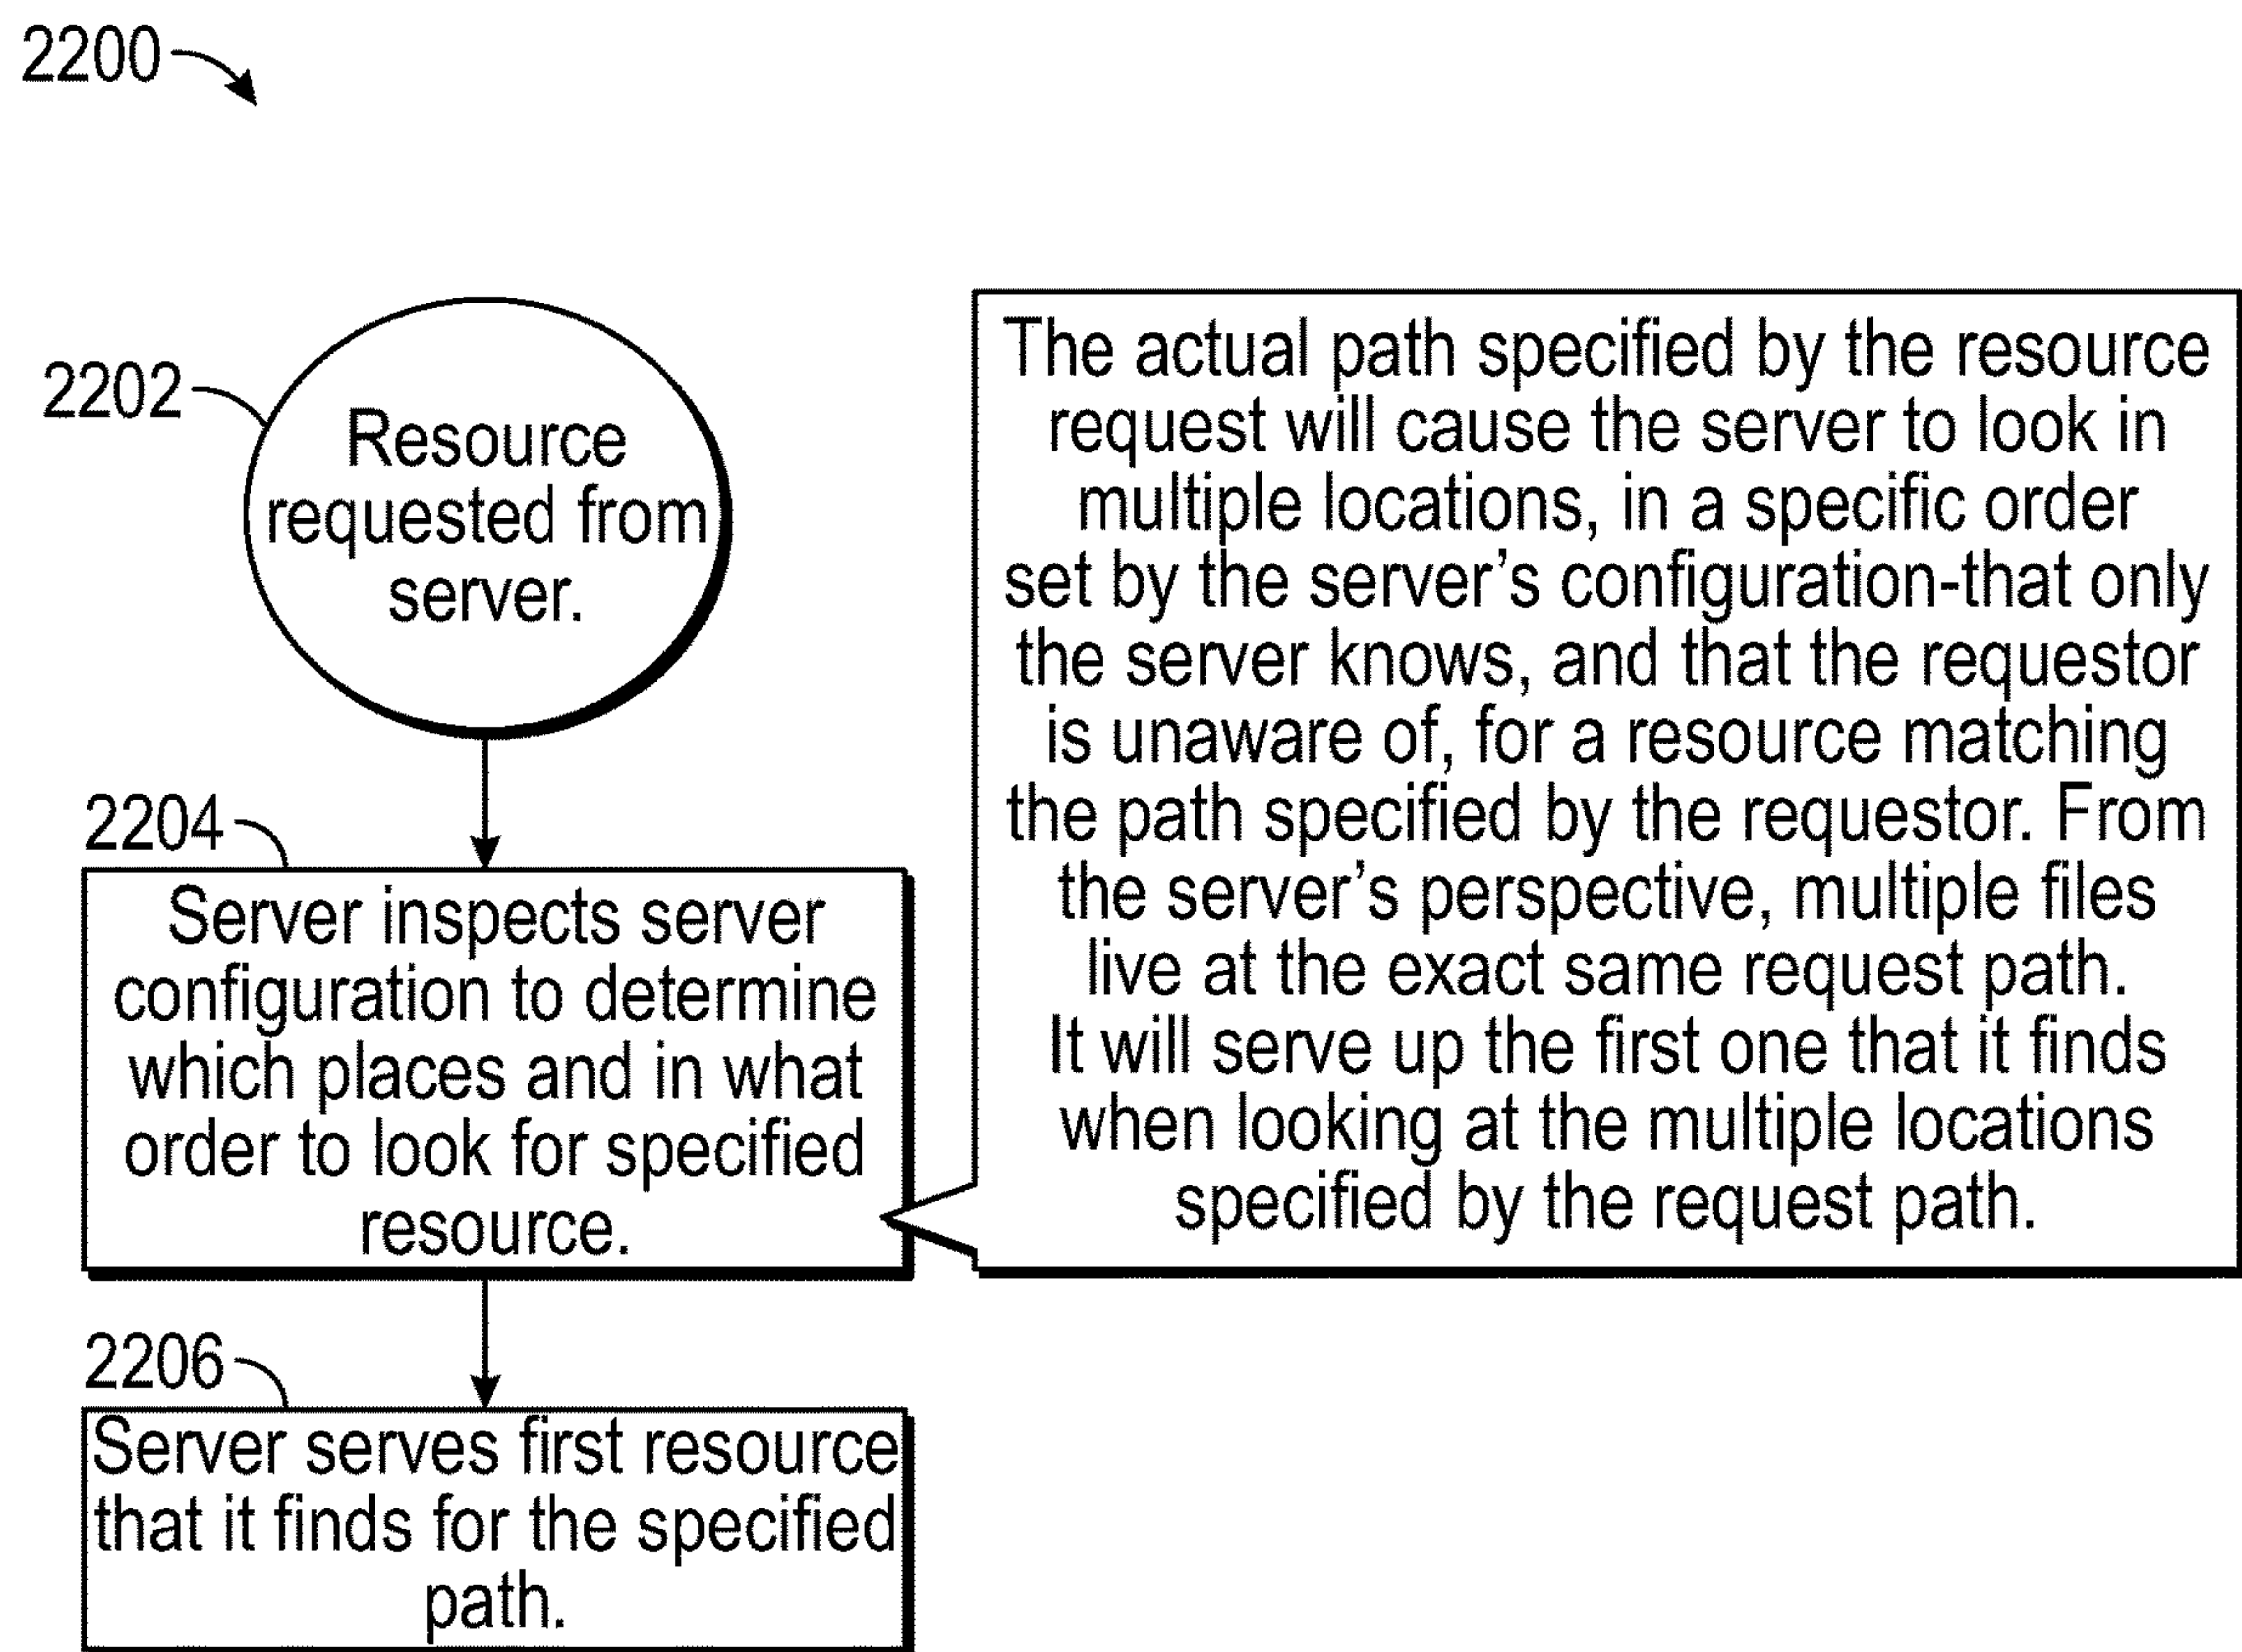 2200
2202
Resource
requested from
server.
2204
Server inspects server
configuration to determine
which places and in what
order to look for specified
resource.
The actual path specified by the resource
request will cause the server to look in
multiple locations, in a specific order
set by the server's configuration-that only
the server knows, and that the requestor
is unaware of, for a resource matching
the path specified by the requestor. From
the server's perspective, multiple files
live at the exact same request path.
It will serve up the first one that it finds
when looking at the multiple locations
specified by the request path.
2206
Server serves first resource
that it finds for the specified
path.